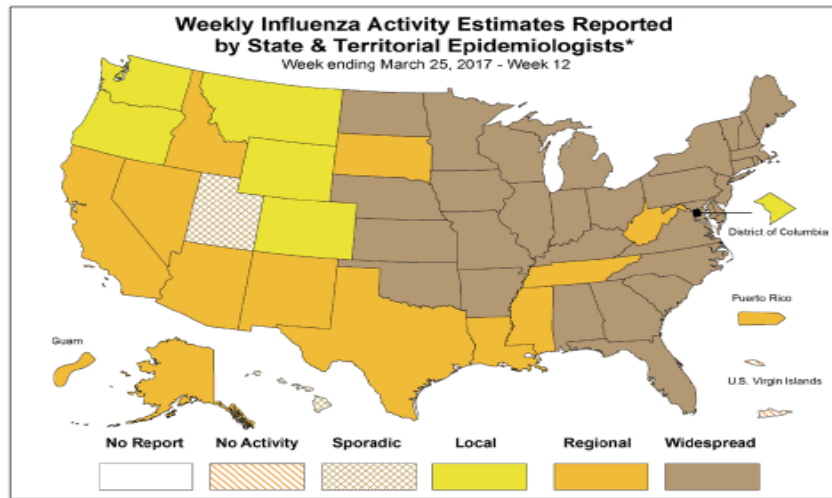 Weekly Influenza Activity Estimates Reported
by State & Territorial Epidemiologists*
Week ending March 25, 2017 - Week 12
District of Columbia
Puerto Rico
Guam
U.S. Virgin Islands
No Report No Activity Sporadic Local Regional Widespread